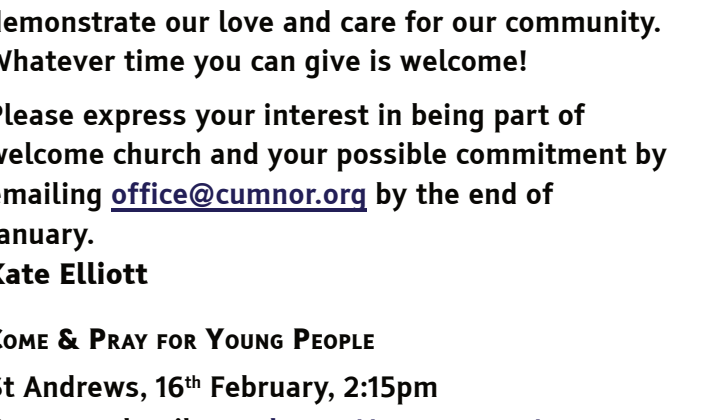 demonstrate our love and care for our community.
Whatever time you can give is welcome!
Please express your interest in being part of
welcome church and your possible commitment by
emailing office@cumnor.org by the end of
January.
Kate Elliott
Come & Pray for Young People
St Andrews, 16th February, 2:15pm